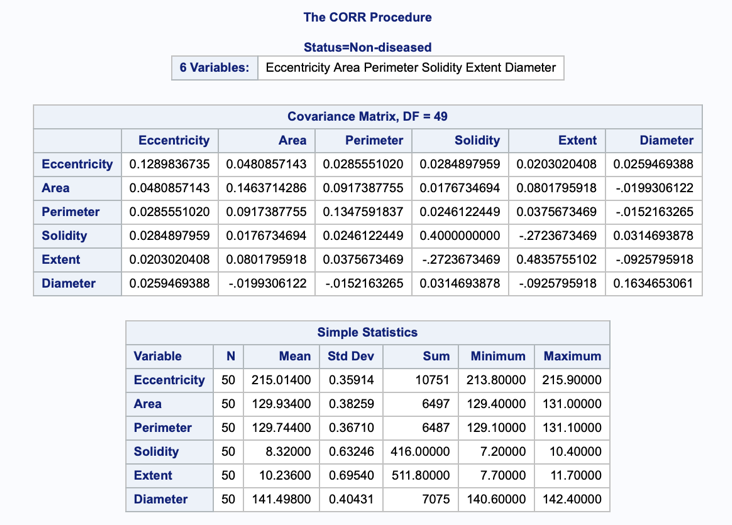 The CORR Procedure
Status=Non-diseased
6 Variables: Eccentricity Area Perimeter Solidity Extent Diameter
Covariance Matrix, DF = 49
Eccentricity Area Perimeter Solidity Extent Diameter
Eccentricity 0.1289836735 0.0480857143 0.0285551020 0.0284897959 0.0203020408 0.0259469388
Area 0.0480857143 0.1463714286 0.0917387755 0.0176734694 0.0801795918 -.0199306122
Perimeter 0.0285551020 0.0917387755 0.1347591837 0.0246122449 0.0375673469 -.0152163265
Solidity 0.0284897959 0.0176734694 0.0246122449 0.4000000000 -.2723673469 0.0314693878
Extent 0.0203020408 0.0801795918 0.0375673469 -.2723673469 0.4835755102 -.0925795918
Diameter 0.0259469388 -.0199306122 -.0152163265 0.0314693878 -.0925795918 0.1634653061
Simple Statistics
Variable N Mean Std Dev Sum Minimum Maximum
Eccentricity 50 215.01400 0.35914 10751 213.80000 215.90000
Area 50 129.93400 0.38259 6497 129.40000 131.00000
Perimeter 50 129.74400 0.36710 6487 129.10000 131.10000
Solidity 50 8.32000 0.63246 416.00000 7.20000 10.40000
Extent 50 10.23600 0.69540 511.80000 7.70000 11.70000
Diameter 50 141.49800 0.40431 7075 140.60000 142.40000